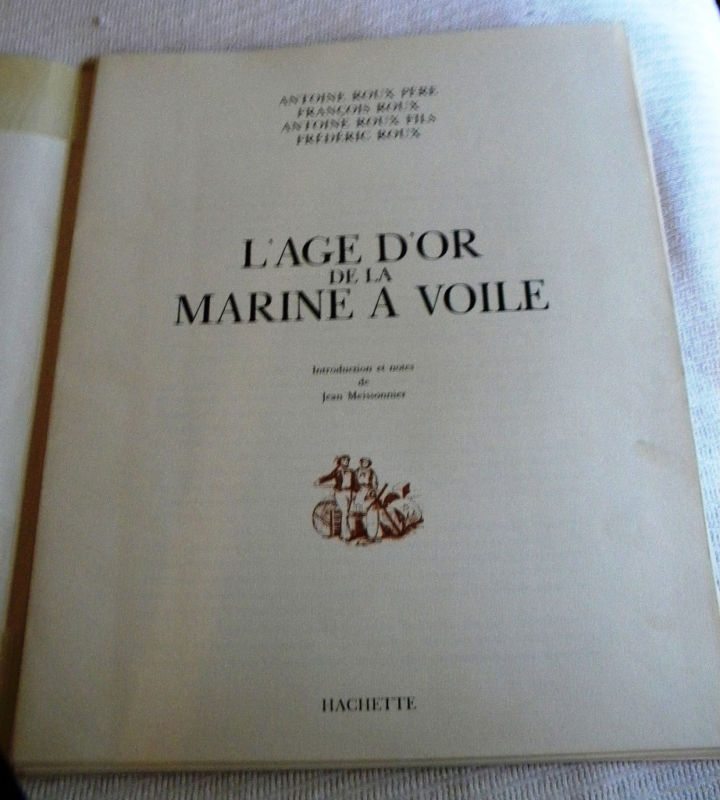 ANTOINE ROUX PÈRE
FRANÇOIS ROUX
ANTOINE ROUX FILS
FRÉDÉRIC ROUX
L'AGE D'OR
DE LA
MARINE A VOILE
Introduction et notes
de
Jean Meissonnier
HACHETTE